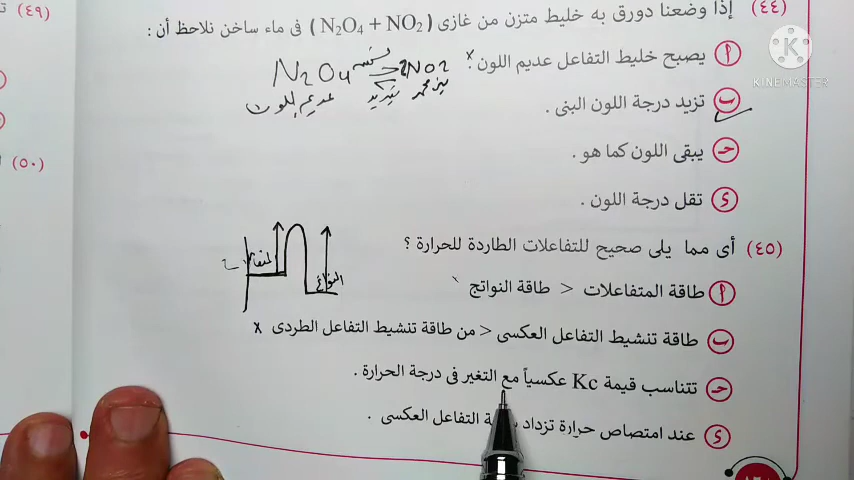 (٤٩)
(٤٤) إذا وضعنا دورق به خليط متزن من غازى (N2O4 + NO2) فى ماء ساخن نلاحظ أن :
أ يصبح خليط التفاعل عديم اللون . x
N2O4 ⇌ 2NO2
عديم اللون تبريد بنى محمر
KINEMASTER
ب تزيد درجة اللون البنى .
(٥٠)
ج يبقى اللون كما هو .
د تقل درجة اللون .
(٤٥) أى مما يلى صحيح للتفاعلات الطاردة للحرارة ؟
أ طاقة المتفاعلات < طاقة النواتج
ب طاقة تنشيط التفاعل العكسى < من طاقة تنشيط التفاعل الطردى x
ج تتناسب قيمة Kc عكسياً مع التغير فى درجة الحرارة .
د عند امتصاص حرارة تزداد التفاعل العكسى .